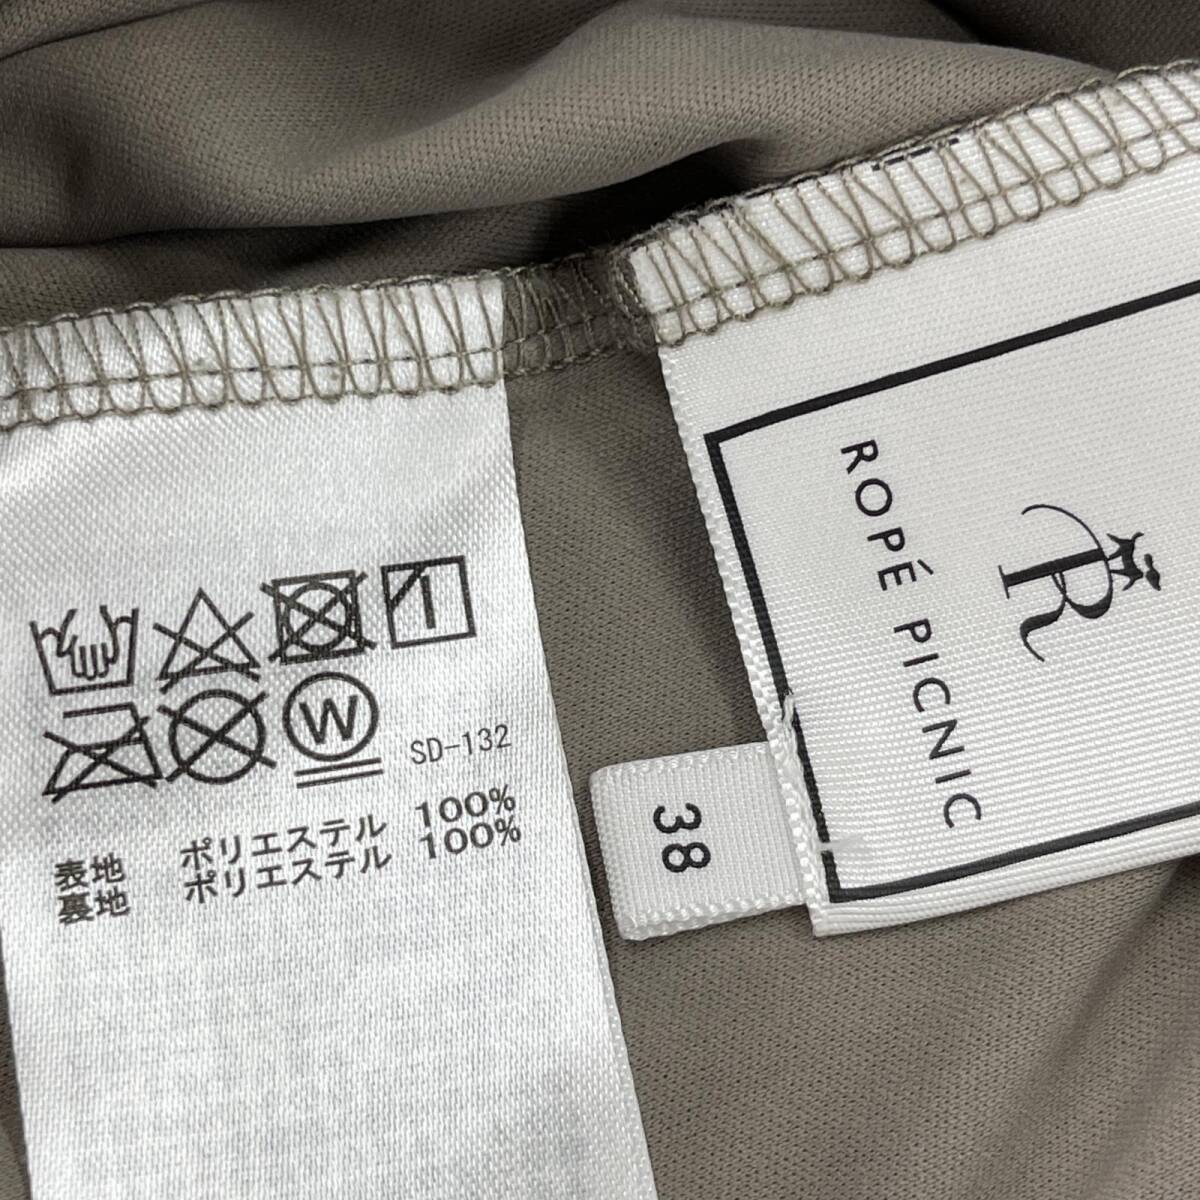 W
SD-132
表地 ポリエステル 100%
裏地 ポリエステル 100%
38
R
ROPÉ PICNIC